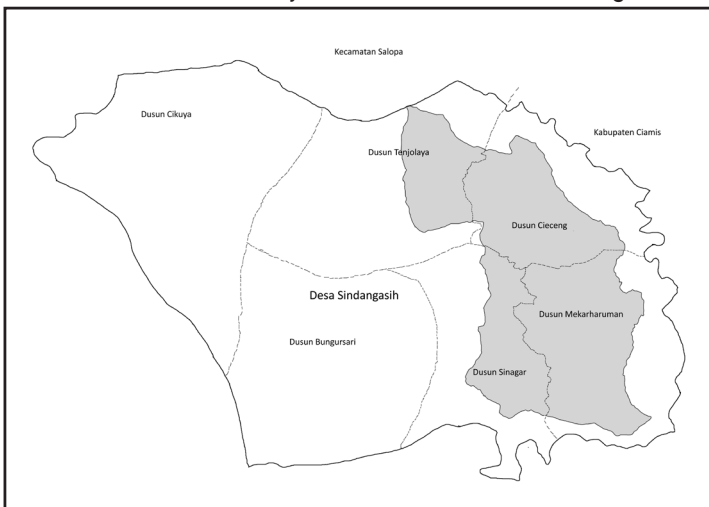 Kecamatan Salopa
Dusun Cikuya
Kabupaten Ciamis
Dusun Tenjolaya
Dusun Cieceng
Desa Sindangasih
Dusun Mekarharuman
Dusun Bungursari
Dusun Sinagar